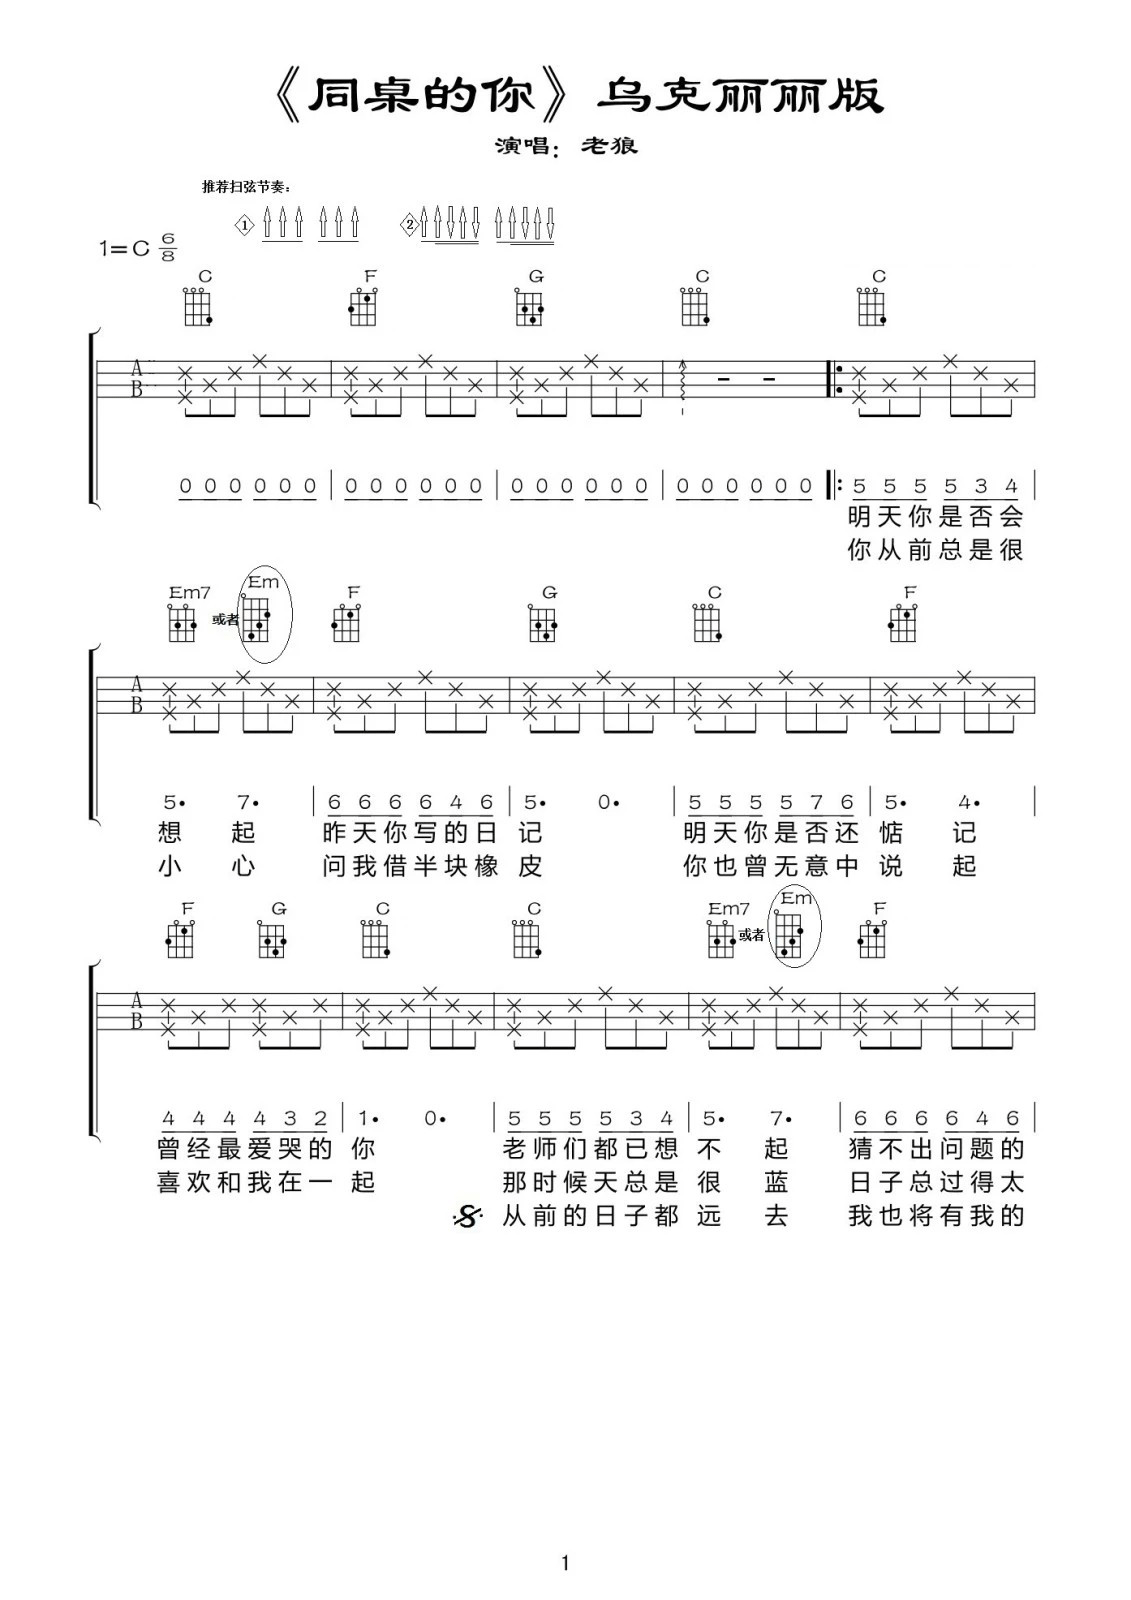 《同桌的你》乌克丽丽版
演唱：老狼
推荐扫弦节奏：
1 2
1=C 6/8
C F G C C
A
B
0 0 0 0 0 0 | 0 0 0 0 0 0 | 0 0 0 0 0 0 | 0 0 0 0 0 0 |: 5 5 5 5 3 4 |
明天你是否会
你从前总是很
Em7 或者 Em F G C F
A
B
5• 7• | 6 6 6 6 4 6 | 5• 0• | 5 5 5 5 7 6 | 5• 4• |
想起 昨天你写的日记 明天你是否还惦记
小心 问我借半块橡皮 你也曾无意中说起
F G C C Em7 或者 Em F
A
B
4 4 4 4 3 2 | 1• 0• | 5 5 5 5 3 4 | 5• 7• | 6 6 6 6 4 6 |
曾经最爱哭的你 老师们都已想不起 猜不出问题的
喜欢和我在一起 那时候天总是很蓝 日子总过得太
从前的日子都远去 我也将有我的
1